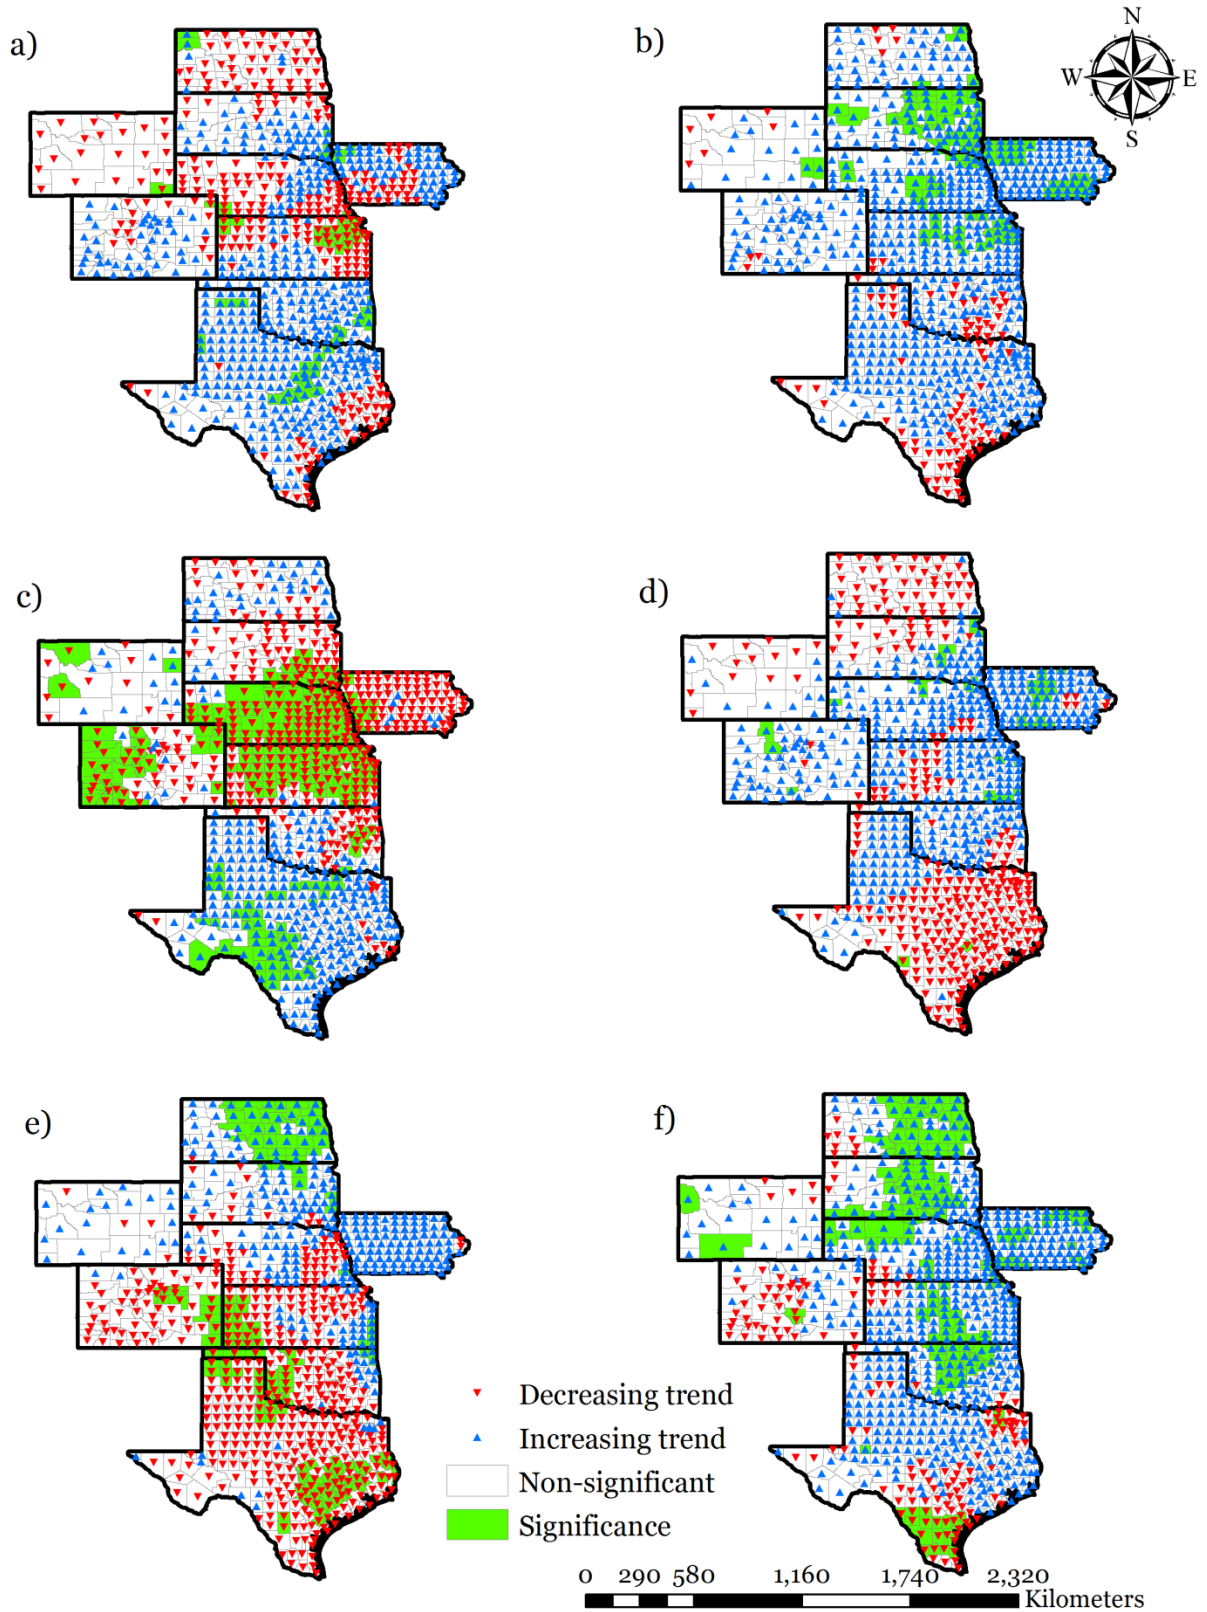 a)
b)
N
W E
S
c)
d)
e)
f)
Decreasing trend
Increasing trend
Non-significant
Significance
0 290 580 1,160 1,740 2,320
Kilometers